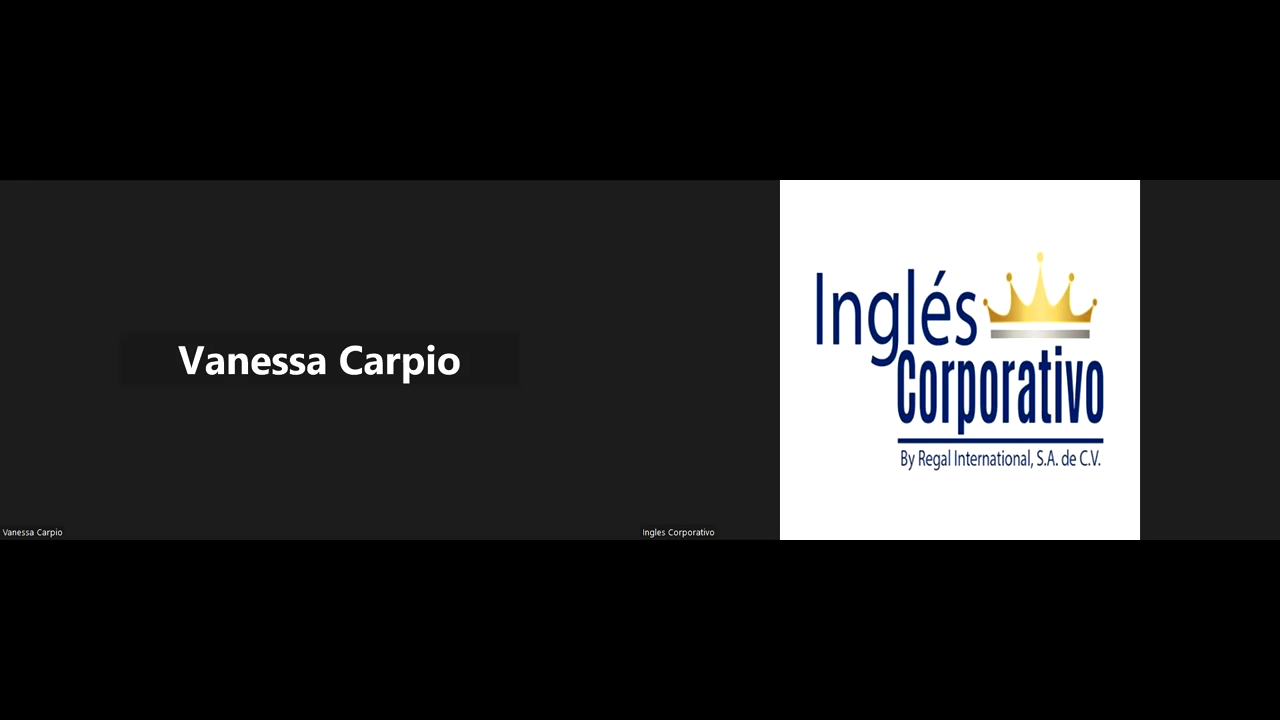 Vanessa Carpio
Vanessa Carpio
Inglés
Corporativo
By Regal International, S.A. de C.V.
Ingles Corporativo